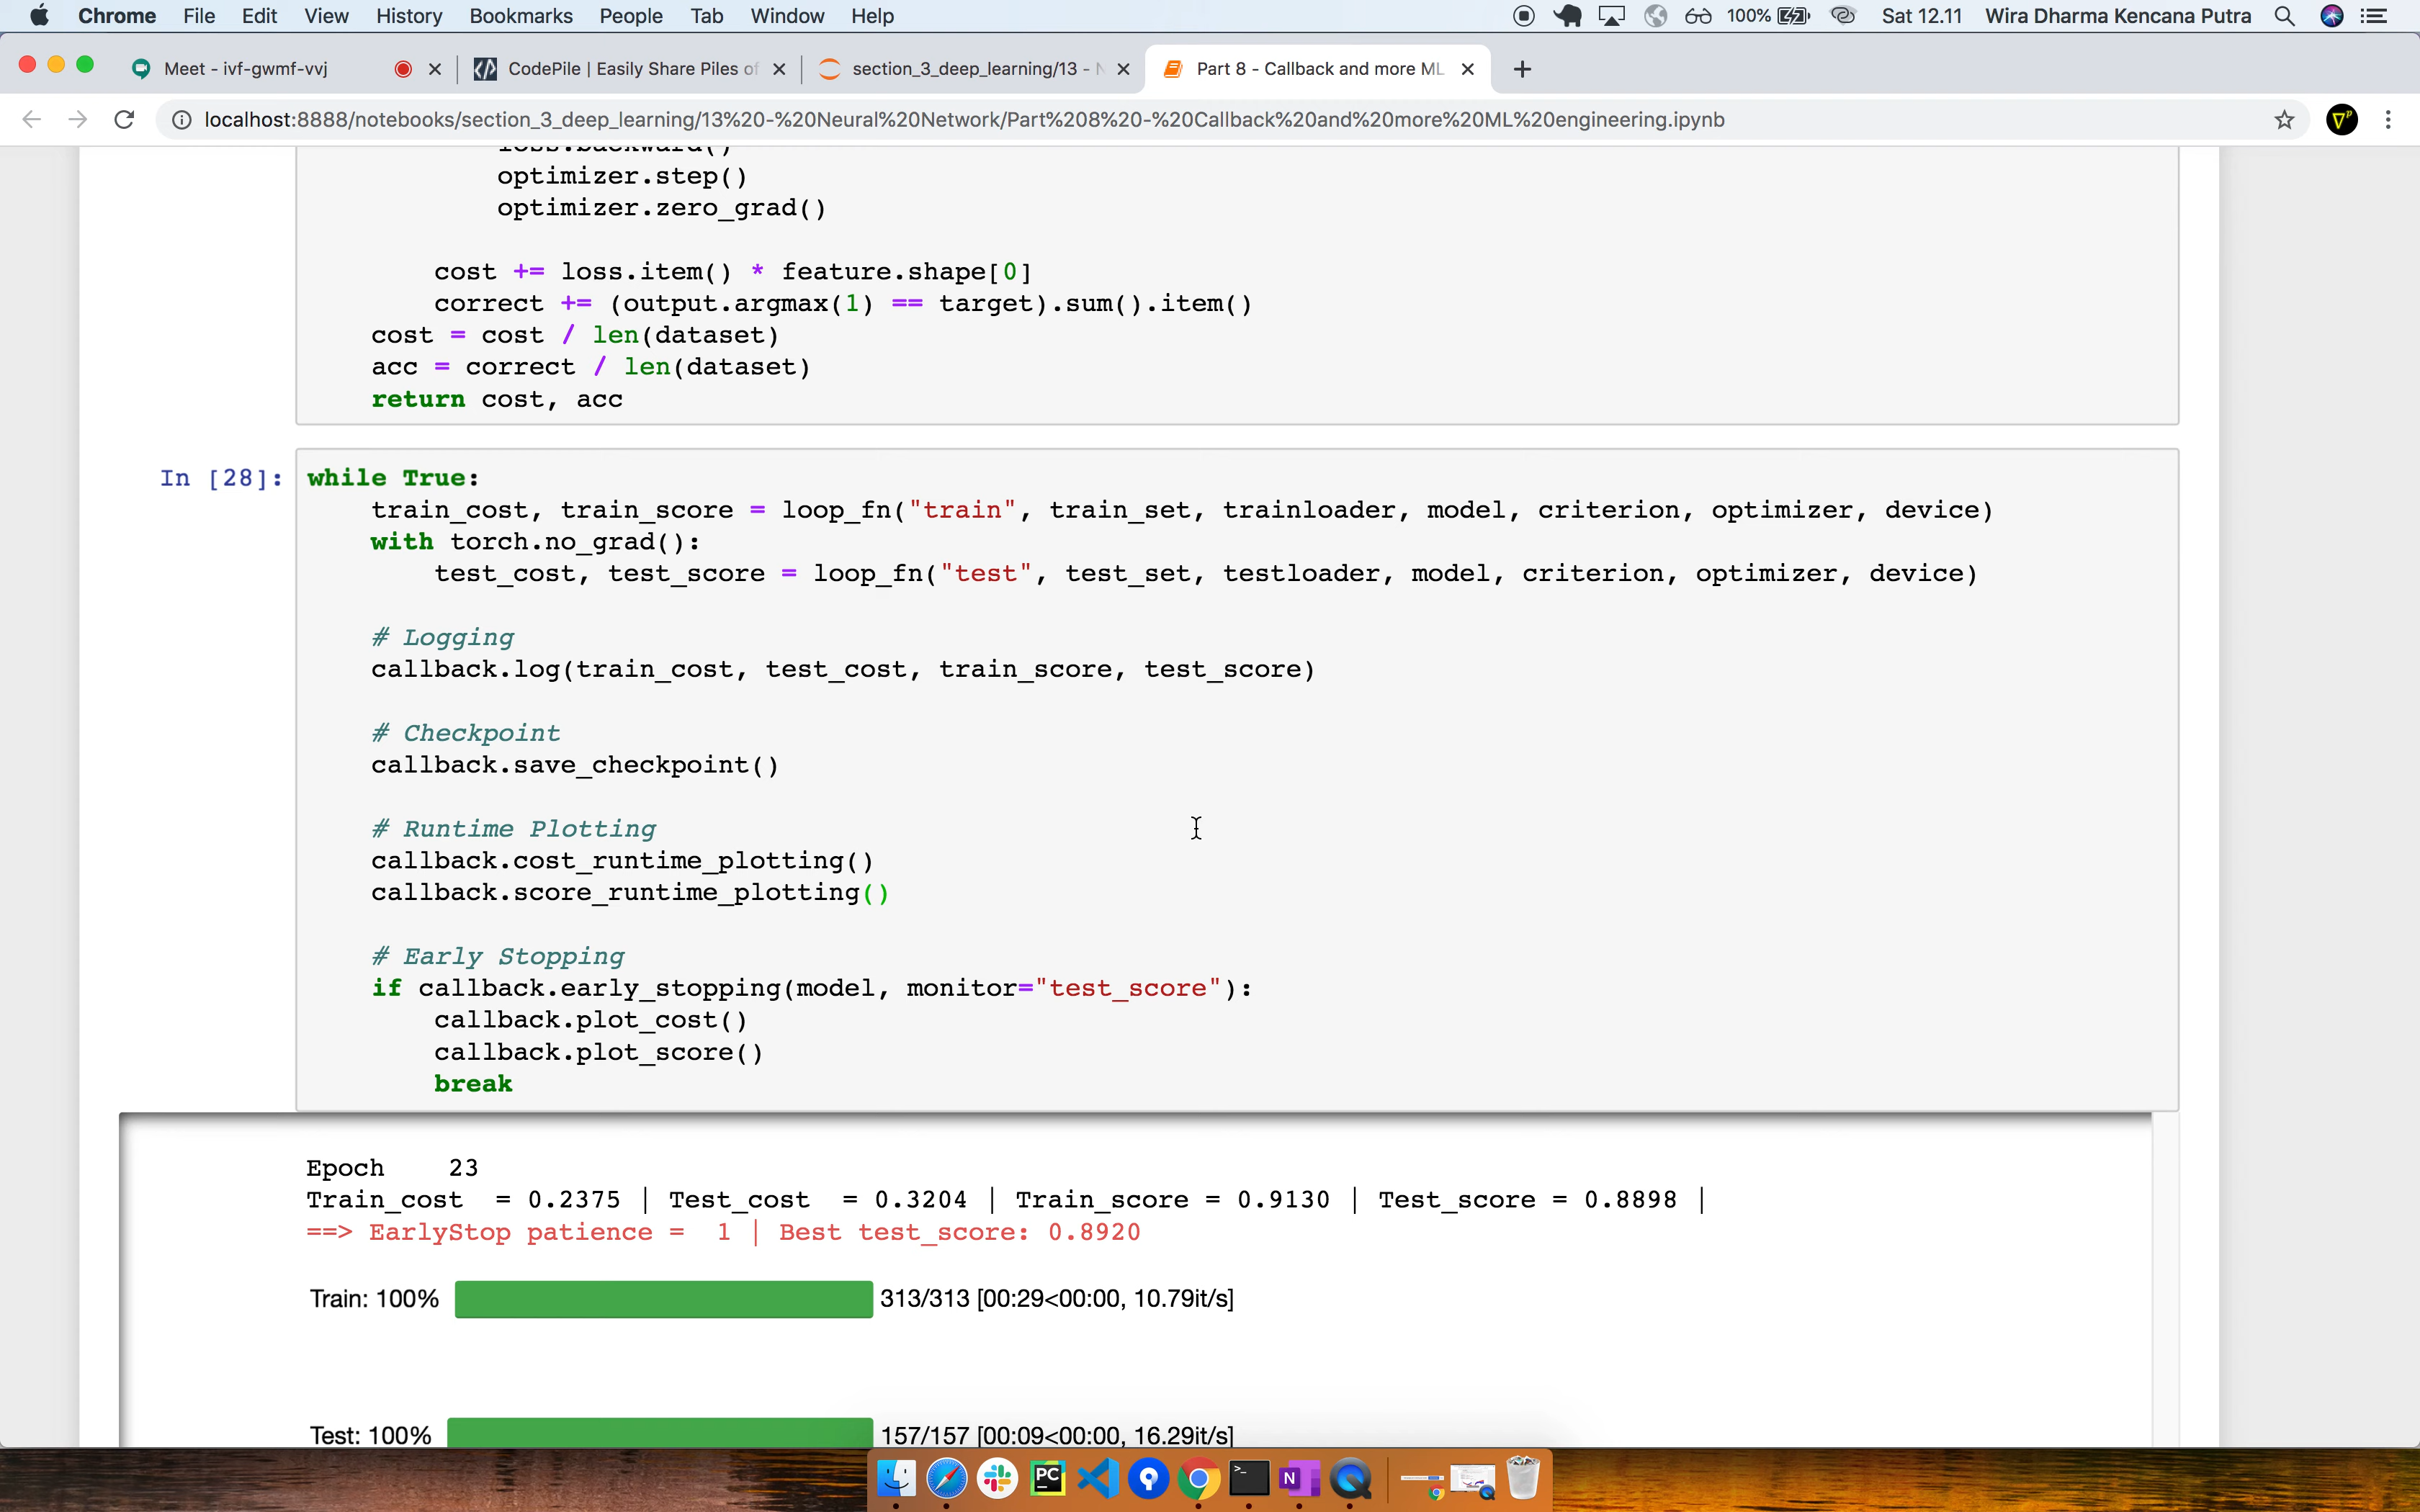 Chrome File Edit View History Bookmarks People Tab Window Help 100% Sat 12.11 Wira Dharma Kencana Putra
Meet - ivf-gwmf-vvj
CodePile | Easily Share Piles of
section_3_deep_learning/13 - N
Part 8 - Callback and more ML
localhost:8888/notebooks/section_3_deep_learning/13%20-%20Neural%20Network/Part%208%20-%20Callback%20and%20more%20ML%20engineering.ipynb
loss.backward()
optimizer.step()
optimizer.zero_grad()
cost += loss.item() * feature.shape[0]
correct += (output.argmax(1) == target).sum().item()
cost = cost / len(dataset)
acc = correct / len(dataset)
return cost, acc
In [28]: while True:
train_cost, train_score = loop_fn("train", train_set, trainloader, model, criterion, optimizer, device)
with torch.no_grad():
test_cost, test_score = loop_fn("test", test_set, testloader, model, criterion, optimizer, device)
# Logging
callback.log(train_cost, test_cost, train_score, test_score)
# Checkpoint
callback.save_checkpoint()
# Runtime Plotting
callback.cost_runtime_plotting()
callback.score_runtime_plotting()
# Early Stopping
if callback.early_stopping(model, monitor="test_score"):
callback.plot_cost()
callback.plot_score()
break
Epoch 23
Train_cost = 0.2375 | Test_cost = 0.3204 | Train_score = 0.9130 | Test_score = 0.8898 |
==> EarlyStop patience = 1 | Best test_score: 0.8920
Train: 100% 313/313 [00:29<00:00, 10.79it/s]
Test: 100% 157/157 [00:09<00:00, 16.29it/s]